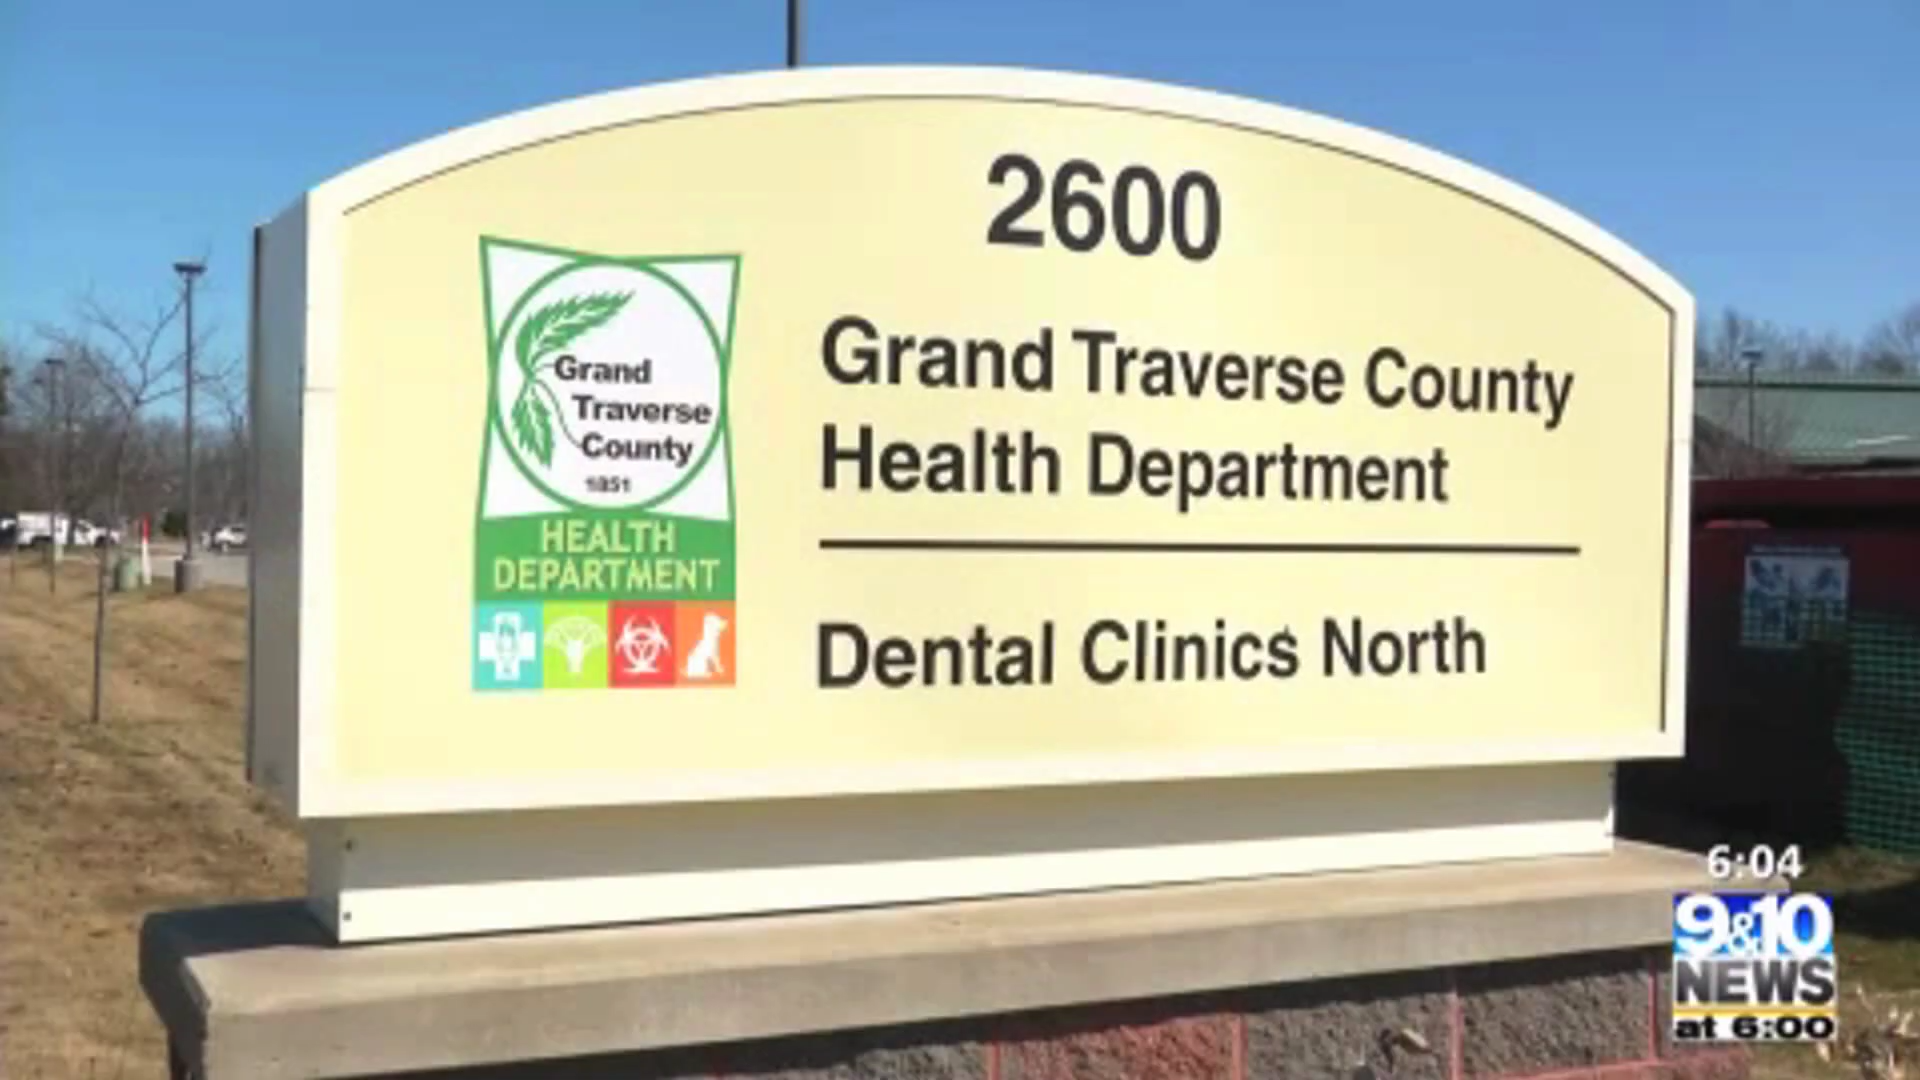 2600
Grand Traverse County
Health Department
Dental Clinics North
Grand
Traverse
County
1851
HEALTH
DEPARTMENT
6:04
9&10
NEWS
at 6:00